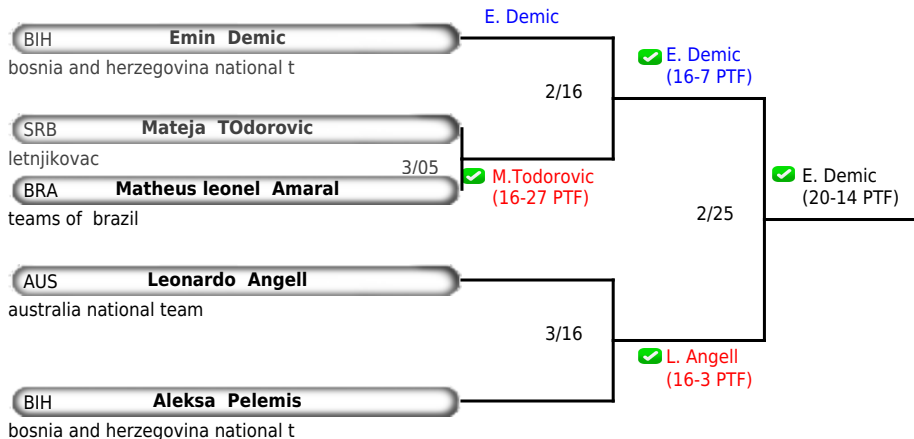 E. Demic
BIH Emin Demic
bosnia and herzegovina national t
2/16
E. Demic
(16-7 PTF)
SRB Mateja TOdorovic
letnjikovac
3/05
M.Todorovic
(16-27 PTF)
BRA Matheus leonel Amaral
teams of brazil
2/25
E. Demic
(20-14 PTF)
AUS Leonardo Angell
australia national team
3/16
L. Angell
(16-3 PTF)
BIH Aleksa Pelemis
bosnia and herzegovina national t